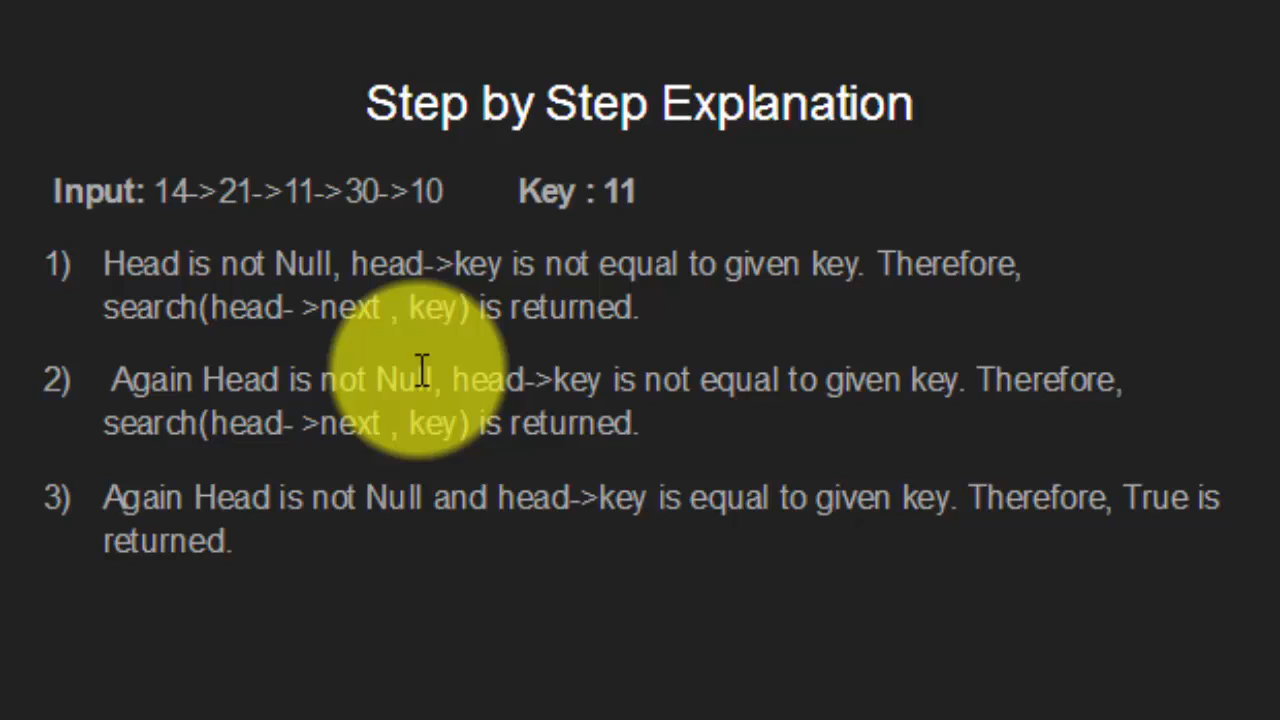 Step by Step Explanation
Input: 14->21->11->30->10 Key : 11
1) Head is not Null, head->key is not equal to given key. Therefore,
search(head- >next , key) is returned.
2) Again Head is not Null, head->key is not equal to given key. Therefore,
search(head- >next , key) is returned.
3) Again Head is not Null and head->key is equal to given key. Therefore, True is
returned.